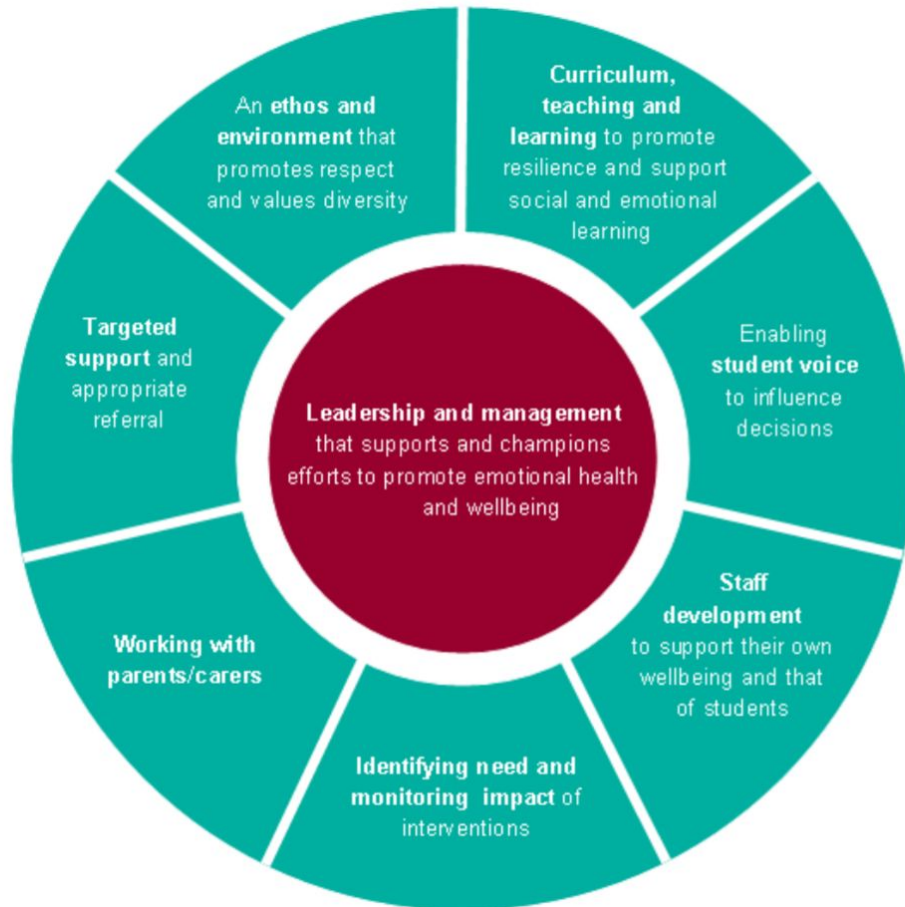 An ethos and
environment that
promotes respect
and values diversity
Curriculum,
teaching and
learning to promote
resilience and support
social and emotional
learning
Enabling
student voice
to influence
decisions
Staff
development
to support their own
wellbeing and that
of students
Identifying need and
monitoring impact of
interventions
Working with
parents/carers
Targeted
support and
appropriate
referral
Leadership and management
that supports and champions
efforts to promote emotional health
and wellbeing